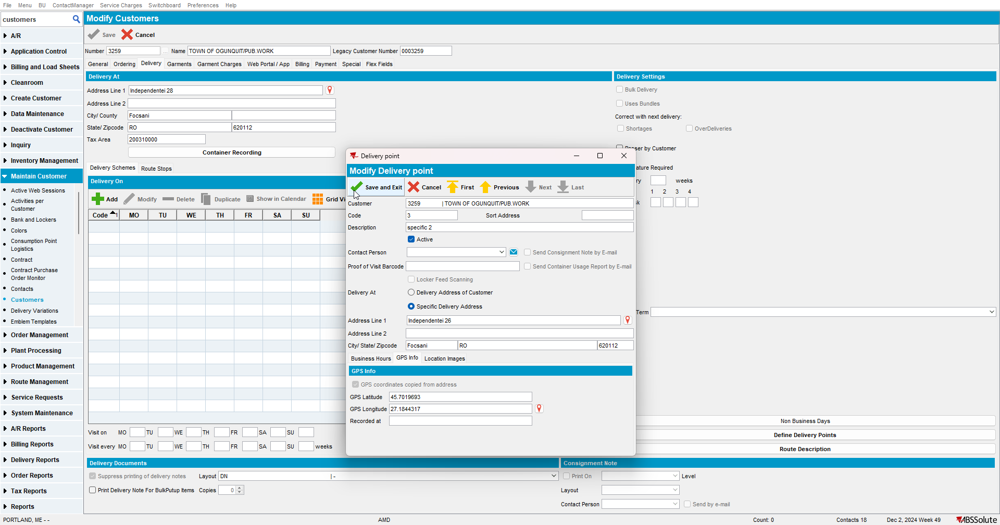 File Menu BU ContactManager Service Charges Switchboard Preferences Help
customers
Modify Customers
Save Cancel
A/R
Application Control
Billing and Load Sheets
Cleanroom
Create Customer
Data Maintenance
Deactivate Customer
Inquiry
Inventory Management
Maintain Customer
Active Web Sessions
Activities per
Customer
Bank and Lockers
Colors
Consumption Point
Logistics
Contract
Contract Purchase
Order Monitor
Contacts
Customers
Delivery Variations
Emblem Templates
Order Management
Plant Processing
Product Management
Route Management
Service Requests
System Maintenance
A/R Reports
Billing Reports
Delivery Reports
Order Reports
Tax Reports
Reports
Number 3259 ... Name TOWN OF OGUNQUIT/PUB.WORK Legacy Customer Number 0003259
General Ordering Delivery Garments Garment Charges Web Portal / App Billing Payment Special Flex Fields
Delivery At
Address Line 1 Independentei 28
Address Line 2
City/ County Focsani
State/ Zipcode RO 620112
Tax Area 200310000
Container Recording
Delivery Schemes Route Stops
Delivery On
Add Modify Delete Duplicate Show in Calendar Grid Vi
Code 1 MO TU WE TH FR SA SU
Visit on MO TU WE TH FR SA SU
Visit every MO TU WE TH FR SA SU weeks
Delivery Settings
Bulk Delivery
Uses Bundles
Correct with next delivery:
Shortages OverDeliveries
by Customer
ature Required
ry weeks
1 2 3 4
k
Term
Non Business Days
Define Delivery Points
Route Description
Delivery point
Modify Delivery point
Save and Exit Cancel First Previous Next Last
Customer 3259 | TOWN OF OGUNQUIT/PUB.WORK
Code 3 Sort Address
Description specific 2
Active
Contact Person Send Consignment Note by E-mail
Proof of Visit Barcode Send Container Usage Report by E-mail
Locker Feed Scanning
Delivery At Delivery Address of Customer
Specific Delivery Address
Address Line 1 Independentei 26
Address Line 2
City/ State/ Zipcode Focsani RO 620112
Business Hours GPS Info Location Images
GPS Info
GPS coordinates copied from address
GPS Latitude 45.7019693
GPS Longitude 27.1844317
Recorded at
Delivery Documents
Suppress printing of delivery notes Layout DN | -
Print Delivery Note For BulkPutup Items Copies 0
Consignment Note
Print On Level
Layout
Contact Person Send by e-mail
PORTLAND, ME - - AMD Count: 0 Contacts 18 Dec 2, 2024 Week 49 ABSSolute